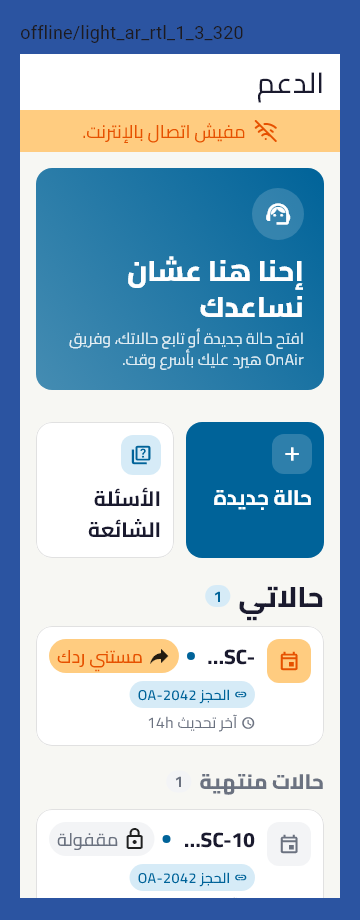 offline/light_ar_rtl_1_3_320
الدعم
مفيش اتصال بالإنترنت.
إحنا هنا عشان
نساعدك
افتح حالة جديدة أو تابع حالاتك، وفريق
OnAir هيرد عليك بأسرع وقت.
حالة جديدة
الأسئلة
الشائعة
حالاتي 1
SC-... مستني ردك
الحجز OA-2042
آخر تحديث 14h
حالات منتهية 1
SC-10... مقفولة
الحجز OA-2042